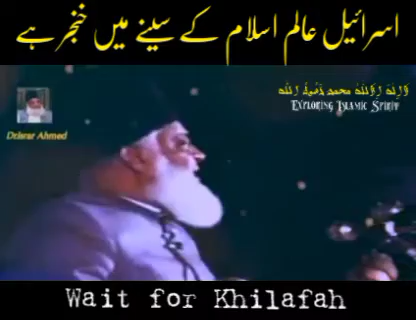 اسرائیل عالم اسلام کے سینے میں خنجر ہے
لا إله إلا الله محمد رسول الله
Exploring Islamic Spirit
Dr.Israr Ahmed
Wait for Khilafah